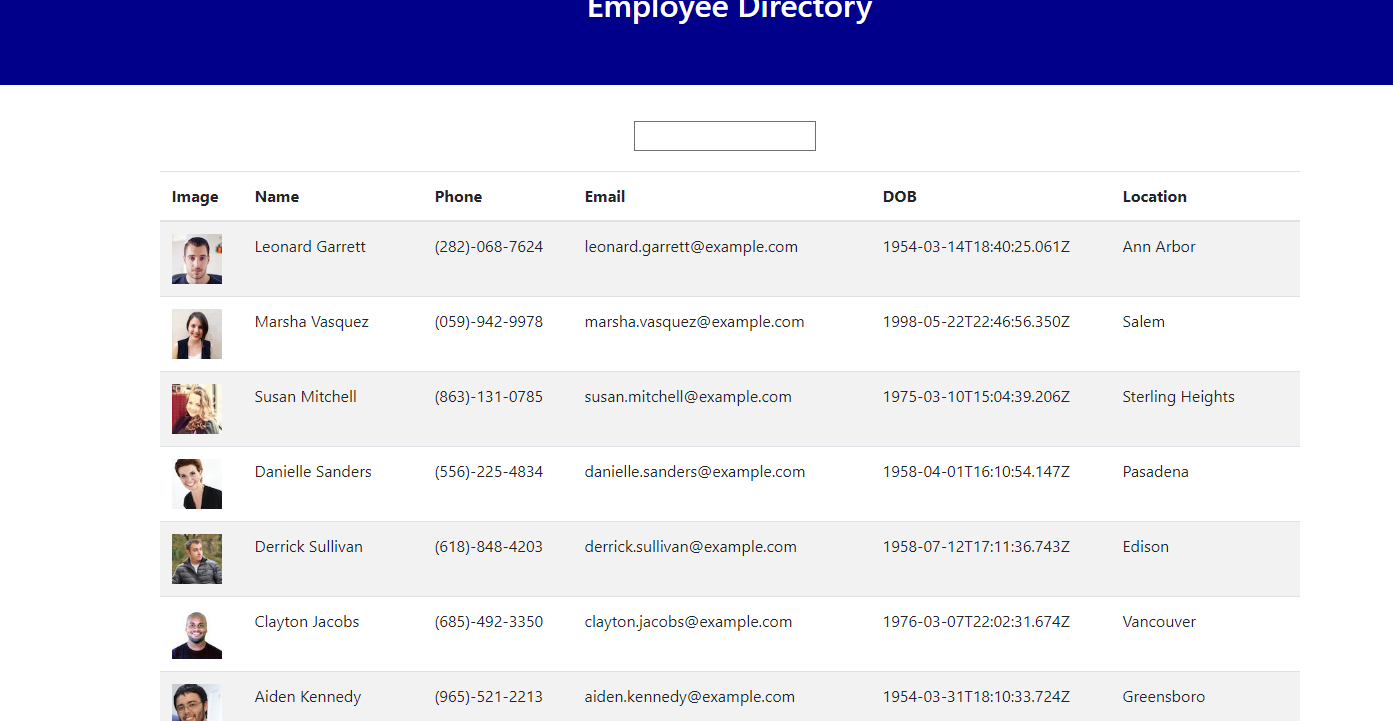 Employee Directory
Image Name Phone Email DOB Location
Leonard Garrett (282)-068-7624 leonard.garrett@example.com 1954-03-14T18:40:25.061Z Ann Arbor
Marsha Vasquez (059)-942-9978 marsha.vasquez@example.com 1998-05-22T22:46:56.350Z Salem
Susan Mitchell (863)-131-0785 susan.mitchell@example.com 1975-03-10T15:04:39.206Z Sterling Heights
Danielle Sanders (556)-225-4834 danielle.sanders@example.com 1958-04-01T16:10:54.147Z Pasadena
Derrick Sullivan (618)-848-4203 derrick.sullivan@example.com 1958-07-12T17:11:36.743Z Edison
Clayton Jacobs (685)-492-3350 clayton.jacobs@example.com 1976-03-07T22:02:31.674Z Vancouver
Aiden Kennedy (965)-521-2213 aiden.kennedy@example.com 1954-03-31T18:10:33.724Z Greensboro